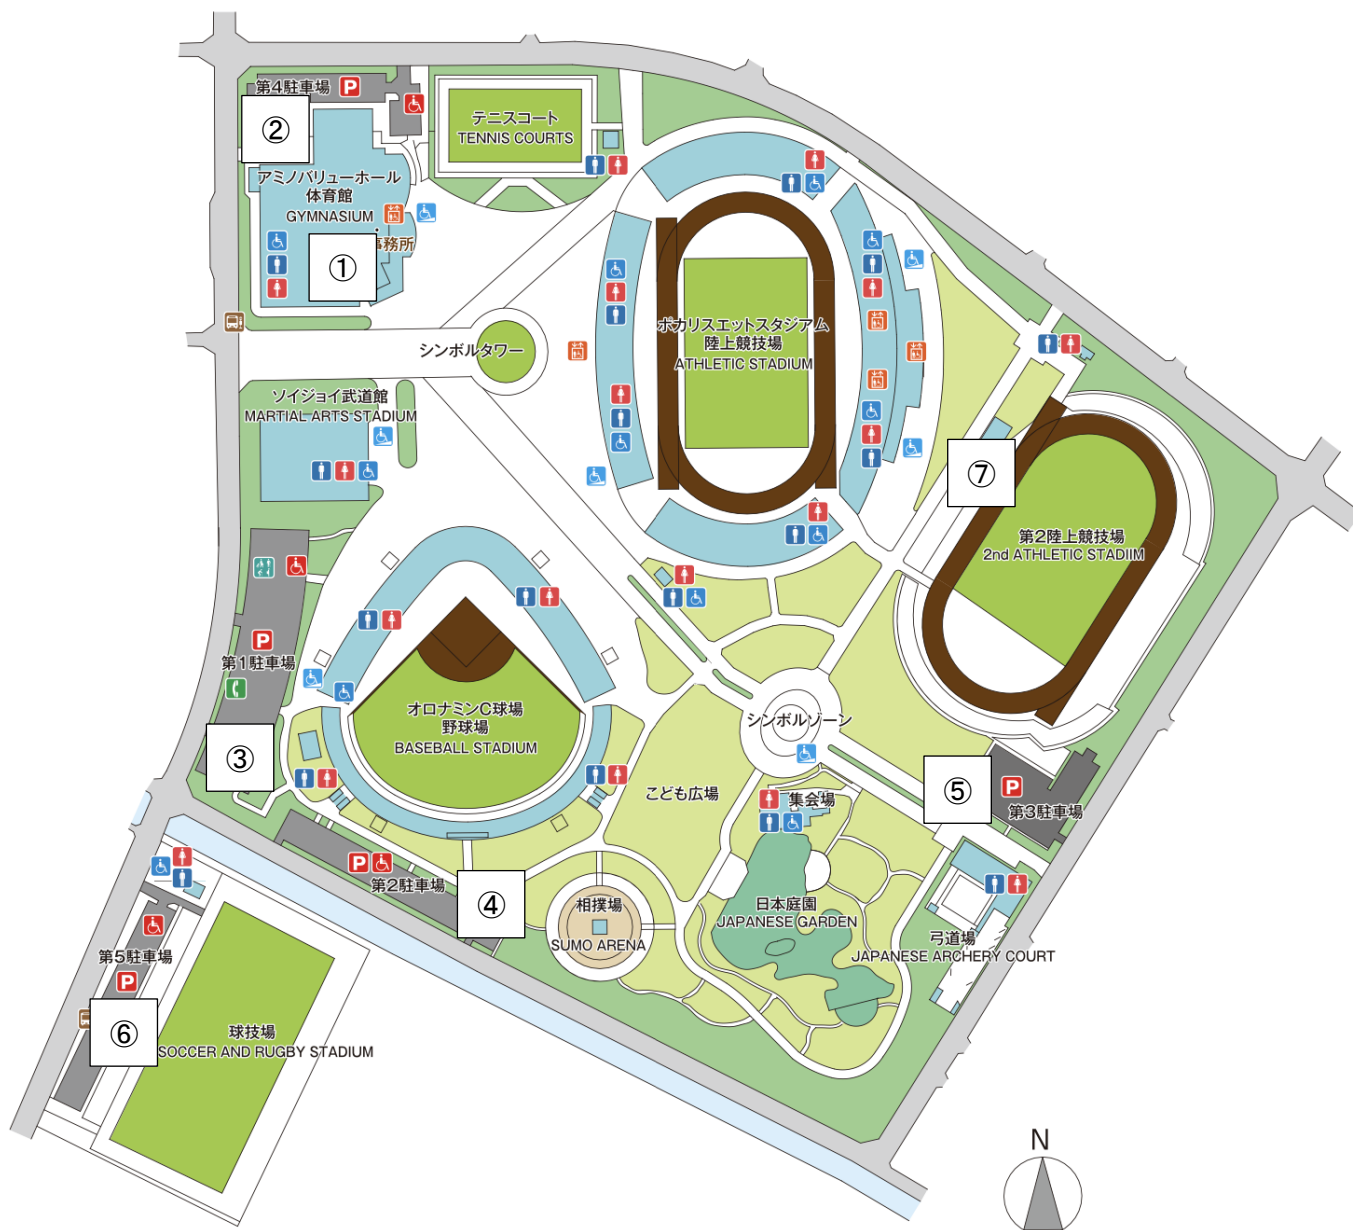 第4駐車場
P
②
テニスコート
TENNIS COURTS
アミノバリューホール
体育館
GYMNASIUM
事務所
①
シンボルタワー
ポカリスエットスタジアム
陸上競技場
ATHLETIC STADIUM
ソイジョイ武道館
MARTIAL ARTS STADIUM
⑦
第2陸上競技場
2nd ATHLETIC STADIIM
P
第1駐車場
③
オロナミンC球場
野球場
BASEBALL STADIUM
シンボルゾーン
こども広場
集会場
⑤
P
第3駐車場
P
第2駐車場
④
相撲場
SUMO ARENA
日本庭園
JAPANESE GARDEN
弓道場
JAPANESE ARCHERY COURT
第5駐車場
P
⑥
球技場
SOCCER AND RUGBY STADIUM
N